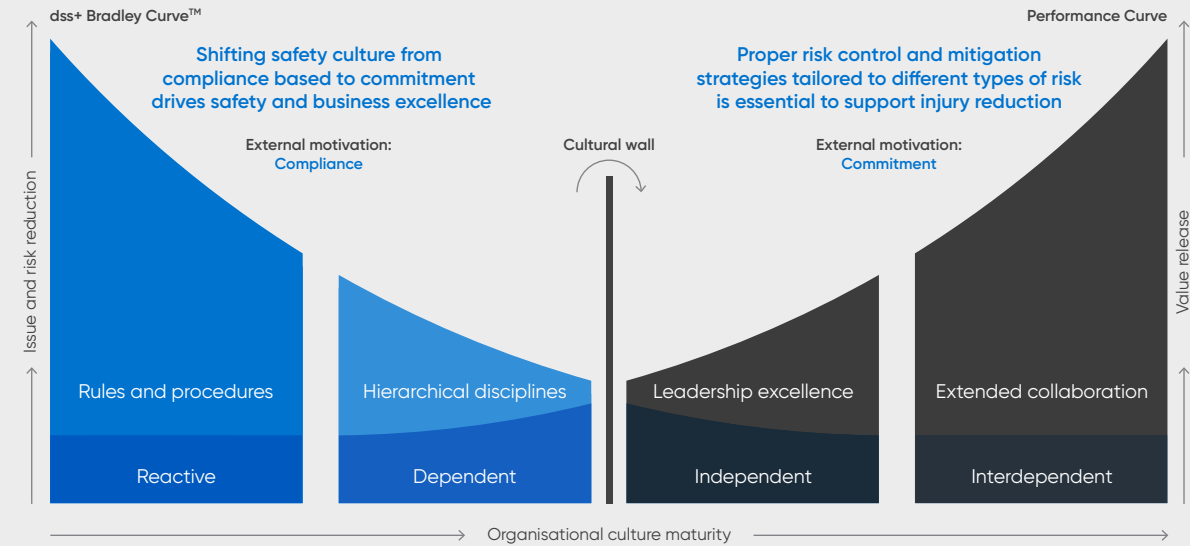 dss+ Bradley Curve™
Performance Curve
Shifting safety culture from
compliance based to commitment
drives safety and business excellence
Proper risk control and mitigation
strategies tailored to different types of risk
is essential to support injury reduction
External motivation:
Compliance
Cultural wall
External motivation:
Commitment
Issue and risk reduction
Value release
Rules and procedures
Hierarchical disciplines
Leadership excellence
Extended collaboration
Reactive
Dependent
Independent
Interdependent
Organisational culture maturity